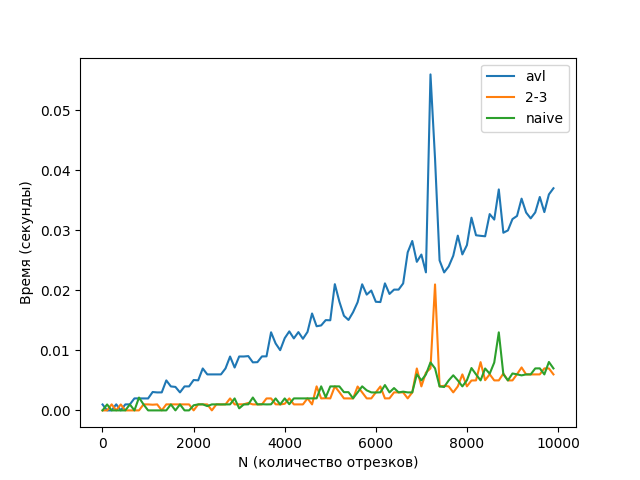 avl
2-3
naive
0.05
0.04
0.03
0.02
0.01
0.00
Время (секунды)
0 2000 4000 6000 8000 10000
N (количество отрезков)